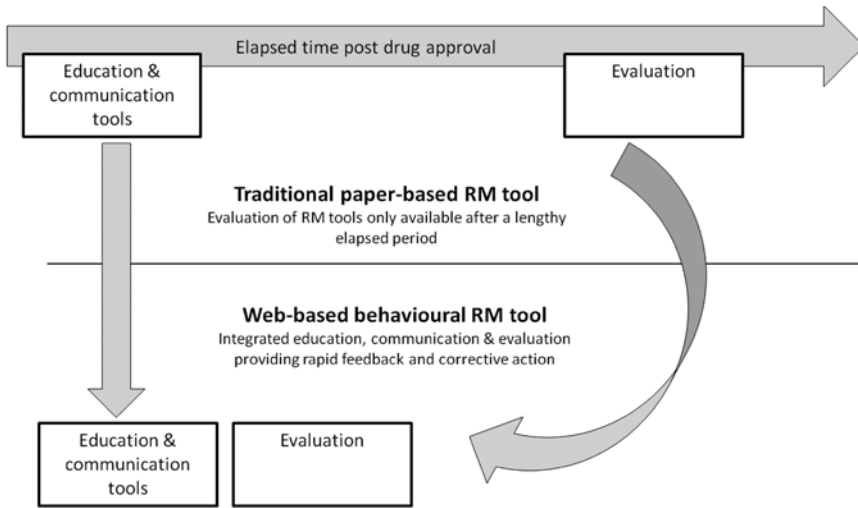 Elapsed time post drug approval
Education &
communication
tools
Evaluation
Traditional paper-based RM tool
Evaluation of RM tools only available after a lengthy
elapsed period
Web-based behavioural RM tool
Integrated education, communication & evaluation
providing rapid feedback and corrective action
Education &
communication
tools
Evaluation